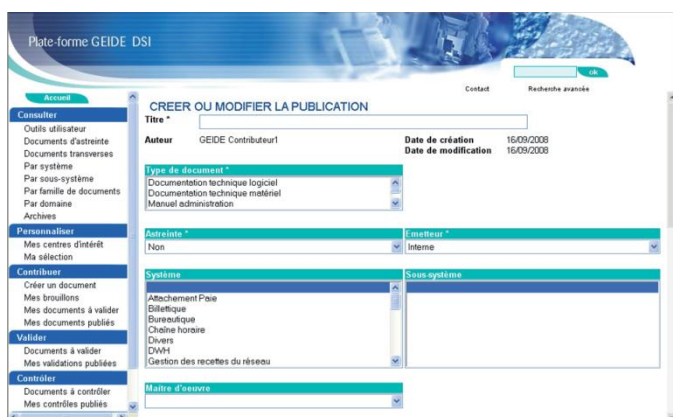 Plate-forme GEIDE DSI
ok
Contact Recherche avancée
Accueil
Consulter
Outils utilisateur
Documents d'astreinte
Documents transverses
Par système
Par sous-système
Par famille de documents
Par domaine
Archives
Personnaliser
Mes centres d'intérêt
Ma sélection
Contribuer
Créer un document
Mes brouillons
Mes documents à valider
Mes documents publiés
Valider
Documents à valider
Mes validations publiées
Contrôler
Documents à contrôler
Mes contrôles publiés
CREER OU MODIFIER LA PUBLICATION
Titre *
Auteur GEIDE Contributeur1
Date de création 16/09/2008
Date de modification 16/09/2008
Type de document *
Documentation technique logiciel
Documentation technique matériel
Manuel administration
Astreinte *
Non
Emetteur *
Interne
Système
Attachement Paie
Billettique
Bureautique
Chaîne horaire
Divers
DWH
Gestion des recettes du réseau
Sous-système
Maître d'oeuvre